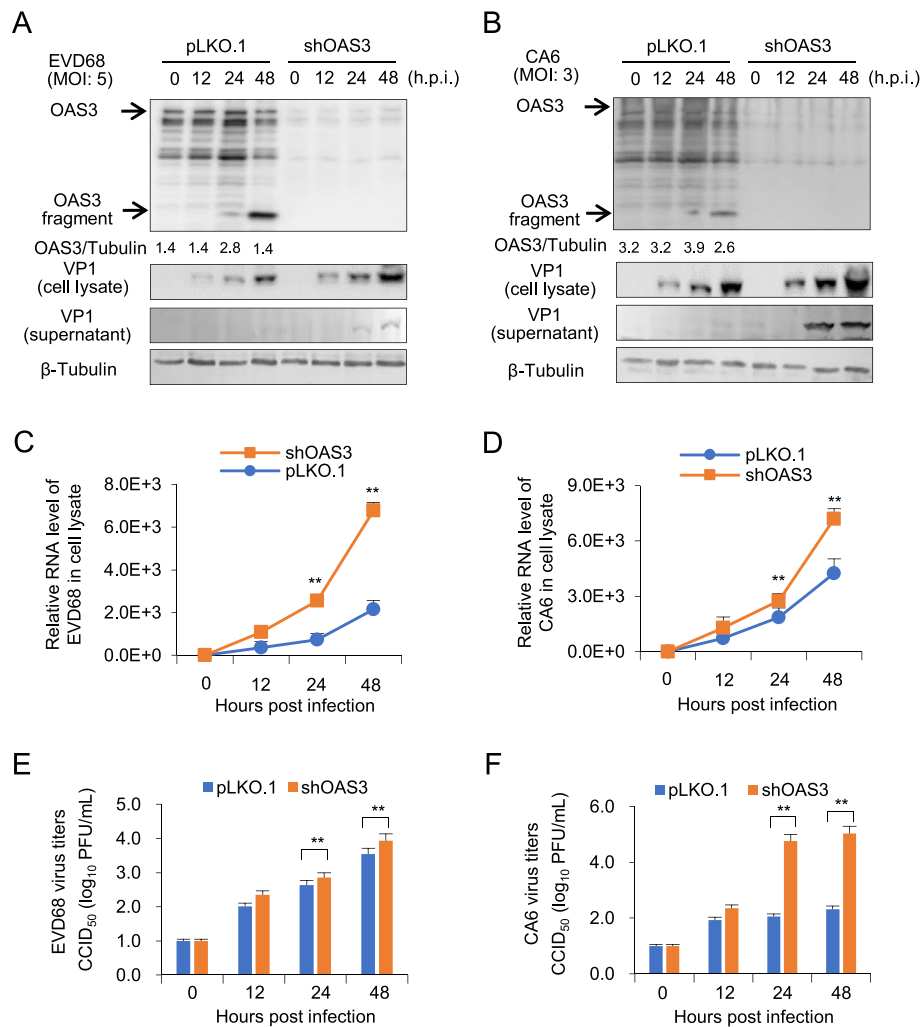 A
EVD68
(MOI: 5)
pLKO.1
shOAS3
0 12 24 48 0 12 24 48 (h.p.i.)
OAS3
OAS3
fragment
OAS3/Tubulin 1.4 1.4 2.8 1.4
VP1
(cell lysate)
VP1
(supernatant)
β-Tubulin
B
CA6
(MOI: 3)
pLKO.1
shOAS3
0 12 24 48 0 12 24 48 (h.p.i.)
OAS3
OAS3
fragment
OAS3/Tubulin
3.2 3.2 3.9 2.6
VP1
(cell lysate)
VP1
(supernatant)
β-Tubulin
C
shOAS3
pLKO.1
Relative RNA level of
EVD68 in cell lysate
8.0E+3
6.0E+3
4.0E+3
2.0E+3
0.0E+0
**
**
0 12 24 48
Hours post infection
D
pLKO.1
shOAS3
Relative RNA level of
CA6 in cell lysate
9.0E+3
6.0E+3
3.0E+3
0.0E+0
**
**
0 12 24 48
Hours post infection
E
pLKO.1 shOAS3
EVD68 virus titers
CCID50 (log10 PFU/mL)
5.0
4.0
3.0
2.0
1.0
0.0
**
**
0 12 24 48
Hours post infection
F
pLKO.1 shOAS3
CA6 virus titers
CCID50 (log10 PFU/mL)
6.0
4.0
2.0
0.0
** **
0 12 24 48
Hours post infection